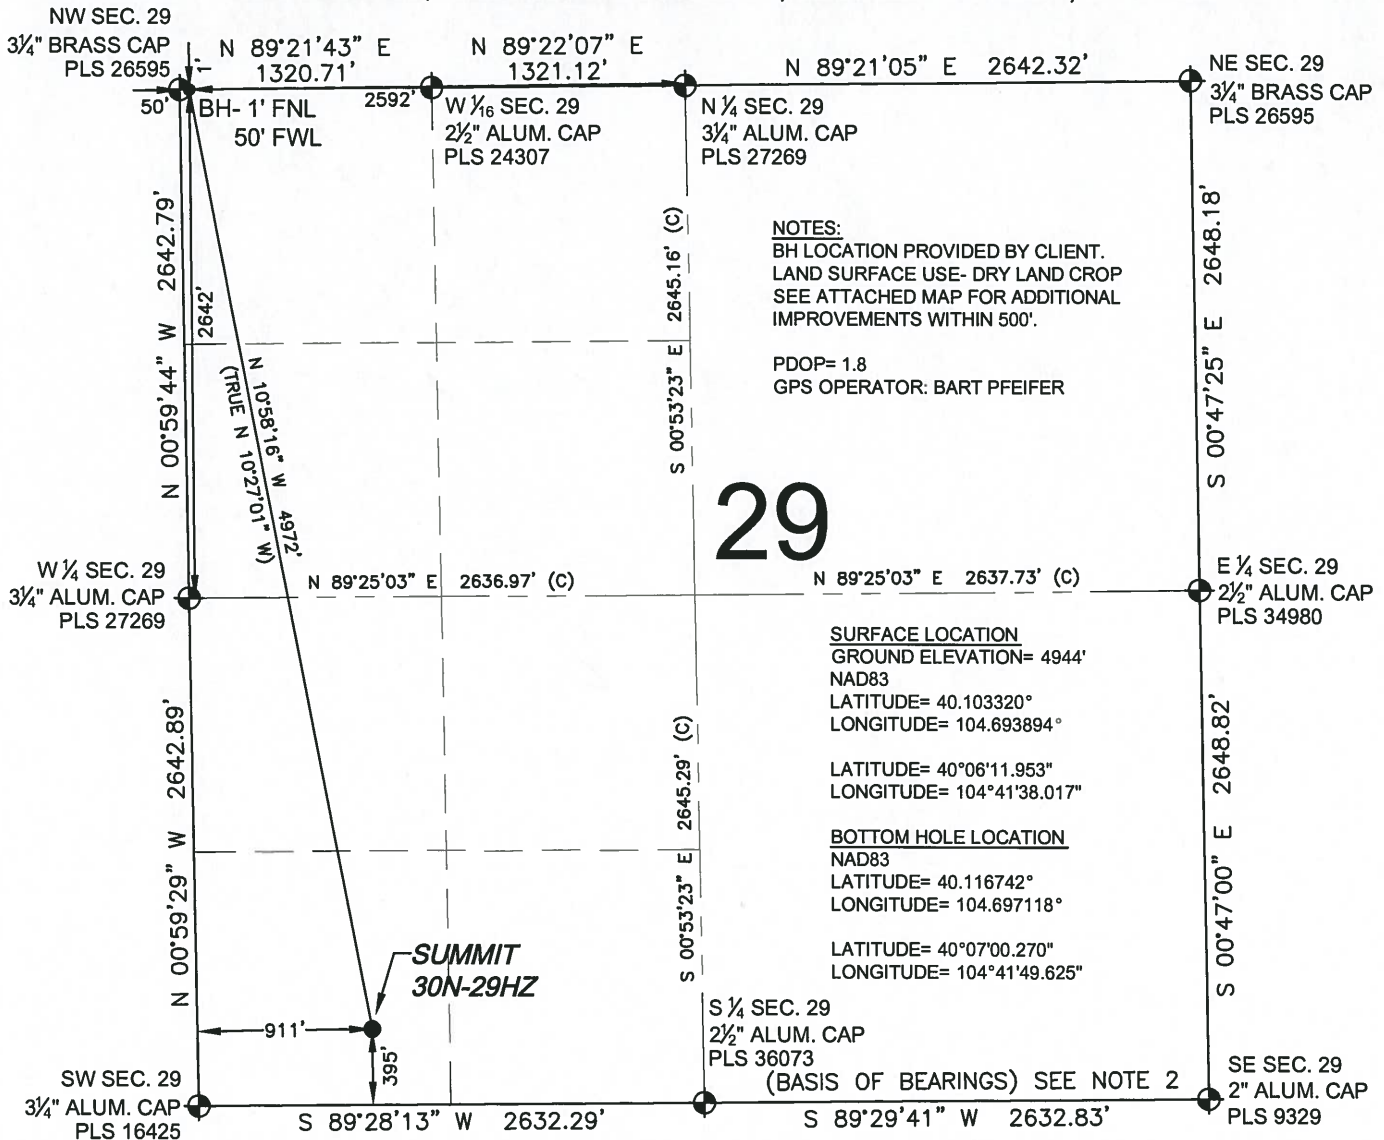 NW SEC. 29
3¼" BRASS CAP
PLS 26595
1'
N 89°21'43" E
1320.71'
N 89°22'07" E
1321.12'
N 89°21'05" E 2642.32'
NE SEC. 29
3¼" BRASS CAP
PLS 26595
50'
BH- 1' FNL
50' FWL
2592'
W 1⁄16 SEC. 29
2½" ALUM. CAP
PLS 24307
N ¼ SEC. 29
3¼" ALUM. CAP
PLS 27269
N 00°59'44" W 2642.79'
2642'
N 10°58'16" W 4972'
(TRUE N 10°27'01" W)
S 00°53'23" E 2645.16' (C)
NOTES:
BH LOCATION PROVIDED BY CLIENT.
LAND SURFACE USE- DRY LAND CROP
SEE ATTACHED MAP FOR ADDITIONAL
IMPROVEMENTS WITHIN 500'.
PDOP= 1.8
GPS OPERATOR: BART PFEIFER
S 00°47'25" E 2648.18'
29
W ¼ SEC. 29
3¼" ALUM. CAP
PLS 27269
N 89°25'03" E 2636.97' (C)
N 89°25'03" E 2637.73' (C)
E ¼ SEC. 29
2½" ALUM. CAP
PLS 34980
SURFACE LOCATION
GROUND ELEVATION= 4944'
NAD83
LATITUDE= 40.103320°
LONGITUDE= 104.693894°
LATITUDE= 40°06'11.953"
LONGITUDE= 104°41'38.017"
BOTTOM HOLE LOCATION
NAD83
LATITUDE= 40.116742°
LONGITUDE= 104.697118°
LATITUDE= 40°07'00.270"
LONGITUDE= 104°41'49.625"
N 00°59'29" W 2642.89'
S 00°53'23" E 2645.29' (C)
S 00°47'00" E 2648.82'
SUMMIT
30N-29HZ
911'
395'
S ¼ SEC. 29
2½" ALUM. CAP
PLS 36073
(BASIS OF BEARINGS) SEE NOTE 2
SW SEC. 29
3¼" ALUM. CAP
PLS 16425
S 89°28'13" W 2632.29'
S 89°29'41" W 2632.83'
SE SEC. 29
2" ALUM. CAP
PLS 9329